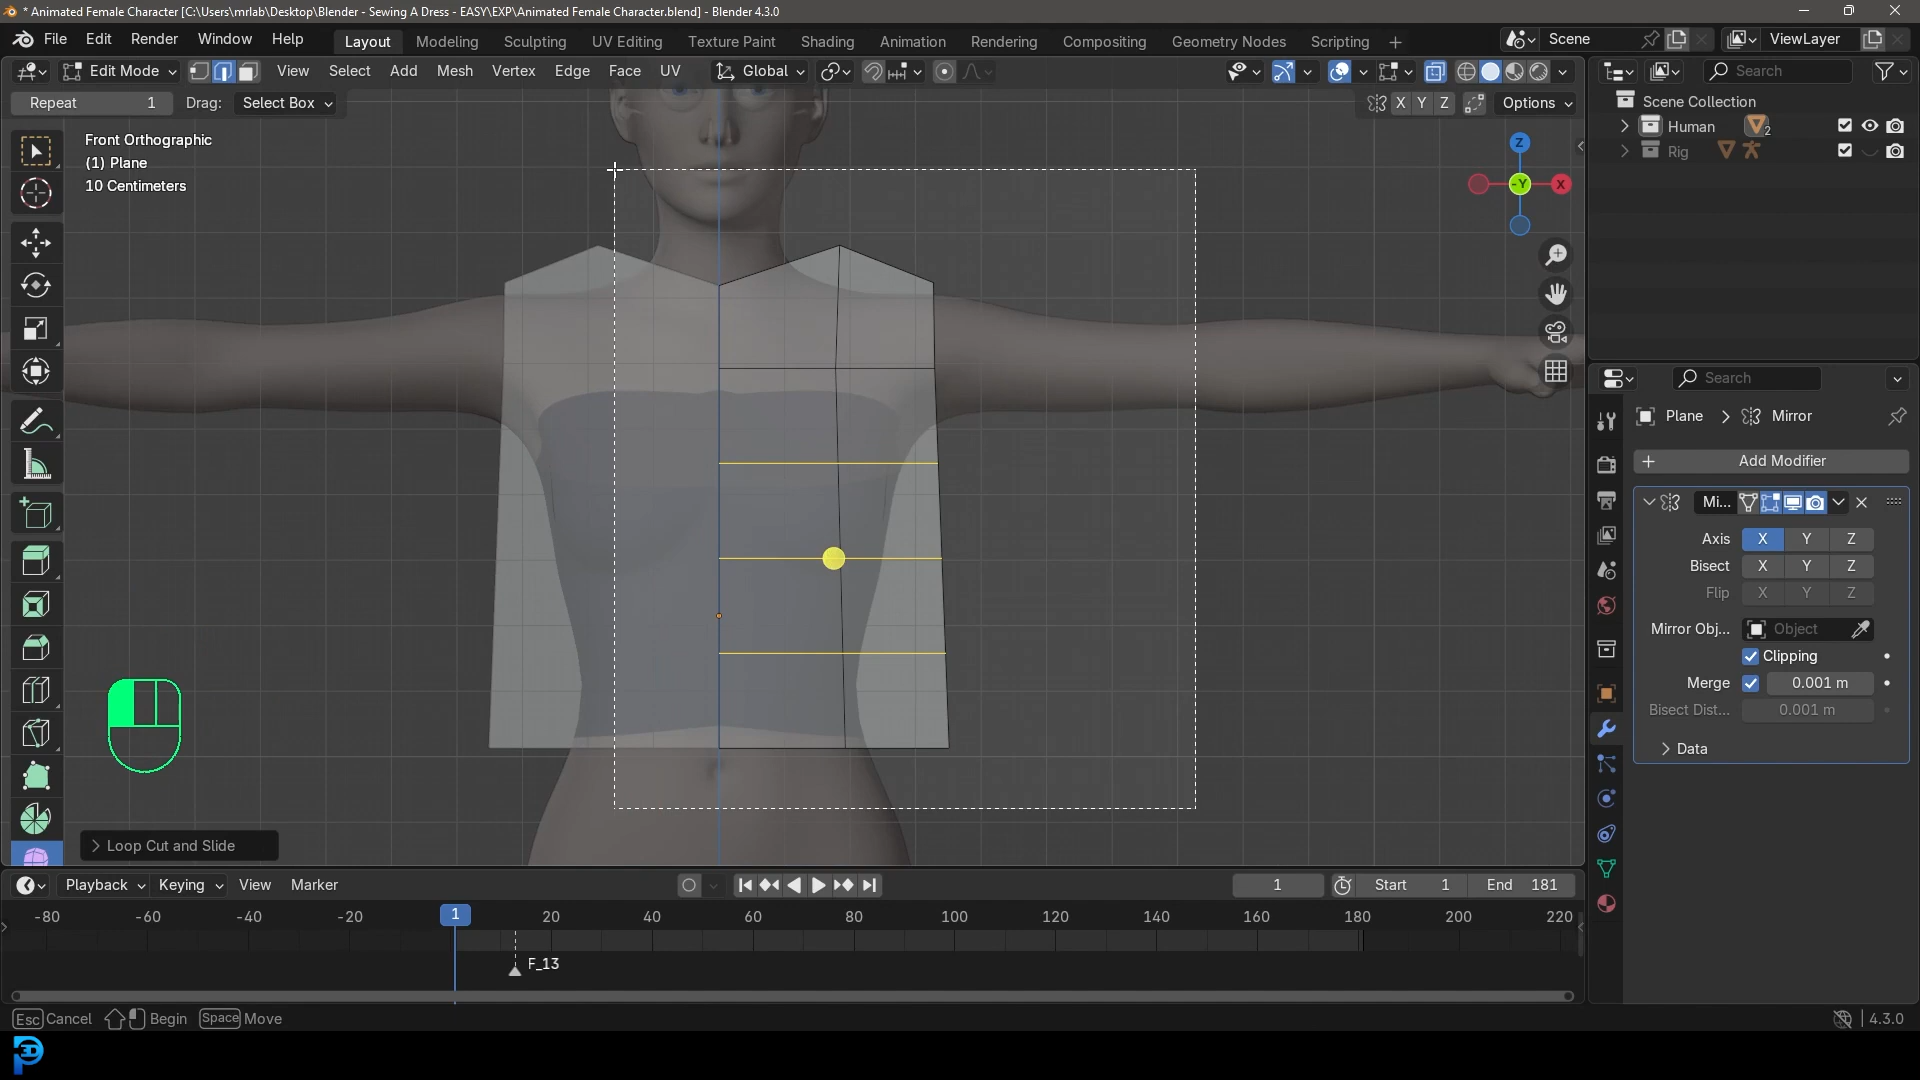 * Animated Female Character [C:\Users\mrlab\Desktop\Blender - Sewing A Dress - EASY\EXP\Animated Female Character.blend] - Blender 4.3.0
File Edit Render Window Help Layout Modeling Sculpting UV Editing Texture Paint Shading Animation Rendering Compositing Geometry Nodes Scripting + Scene ViewLayer
Edit Mode View Select Add Mesh Vertex Edge Face UV Global Search
Repeat 1 Drag: Select Box X Y Z Options
Scene Collection
Human 2
Rig
Front Orthographic
(1) Plane
10 Centimeters
Z
-Y X
Search
Plane > Mirror
+ Add Modifier
Mi...
Axis X Y Z
Bisect X Y Z
Flip X Y Z
Mirror Obj... Object
Clipping
Merge 0.001 m
Bisect Dist... 0.001 m
Data
Loop Cut and Slide
Playback Keying View Marker 1 Start 1 End 181
-80 -60 -40 -20 1 20 40 60 80 100 120 140 160 180 200 220
F_13
Esc Cancel Begin Space Move 4.3.0
3D